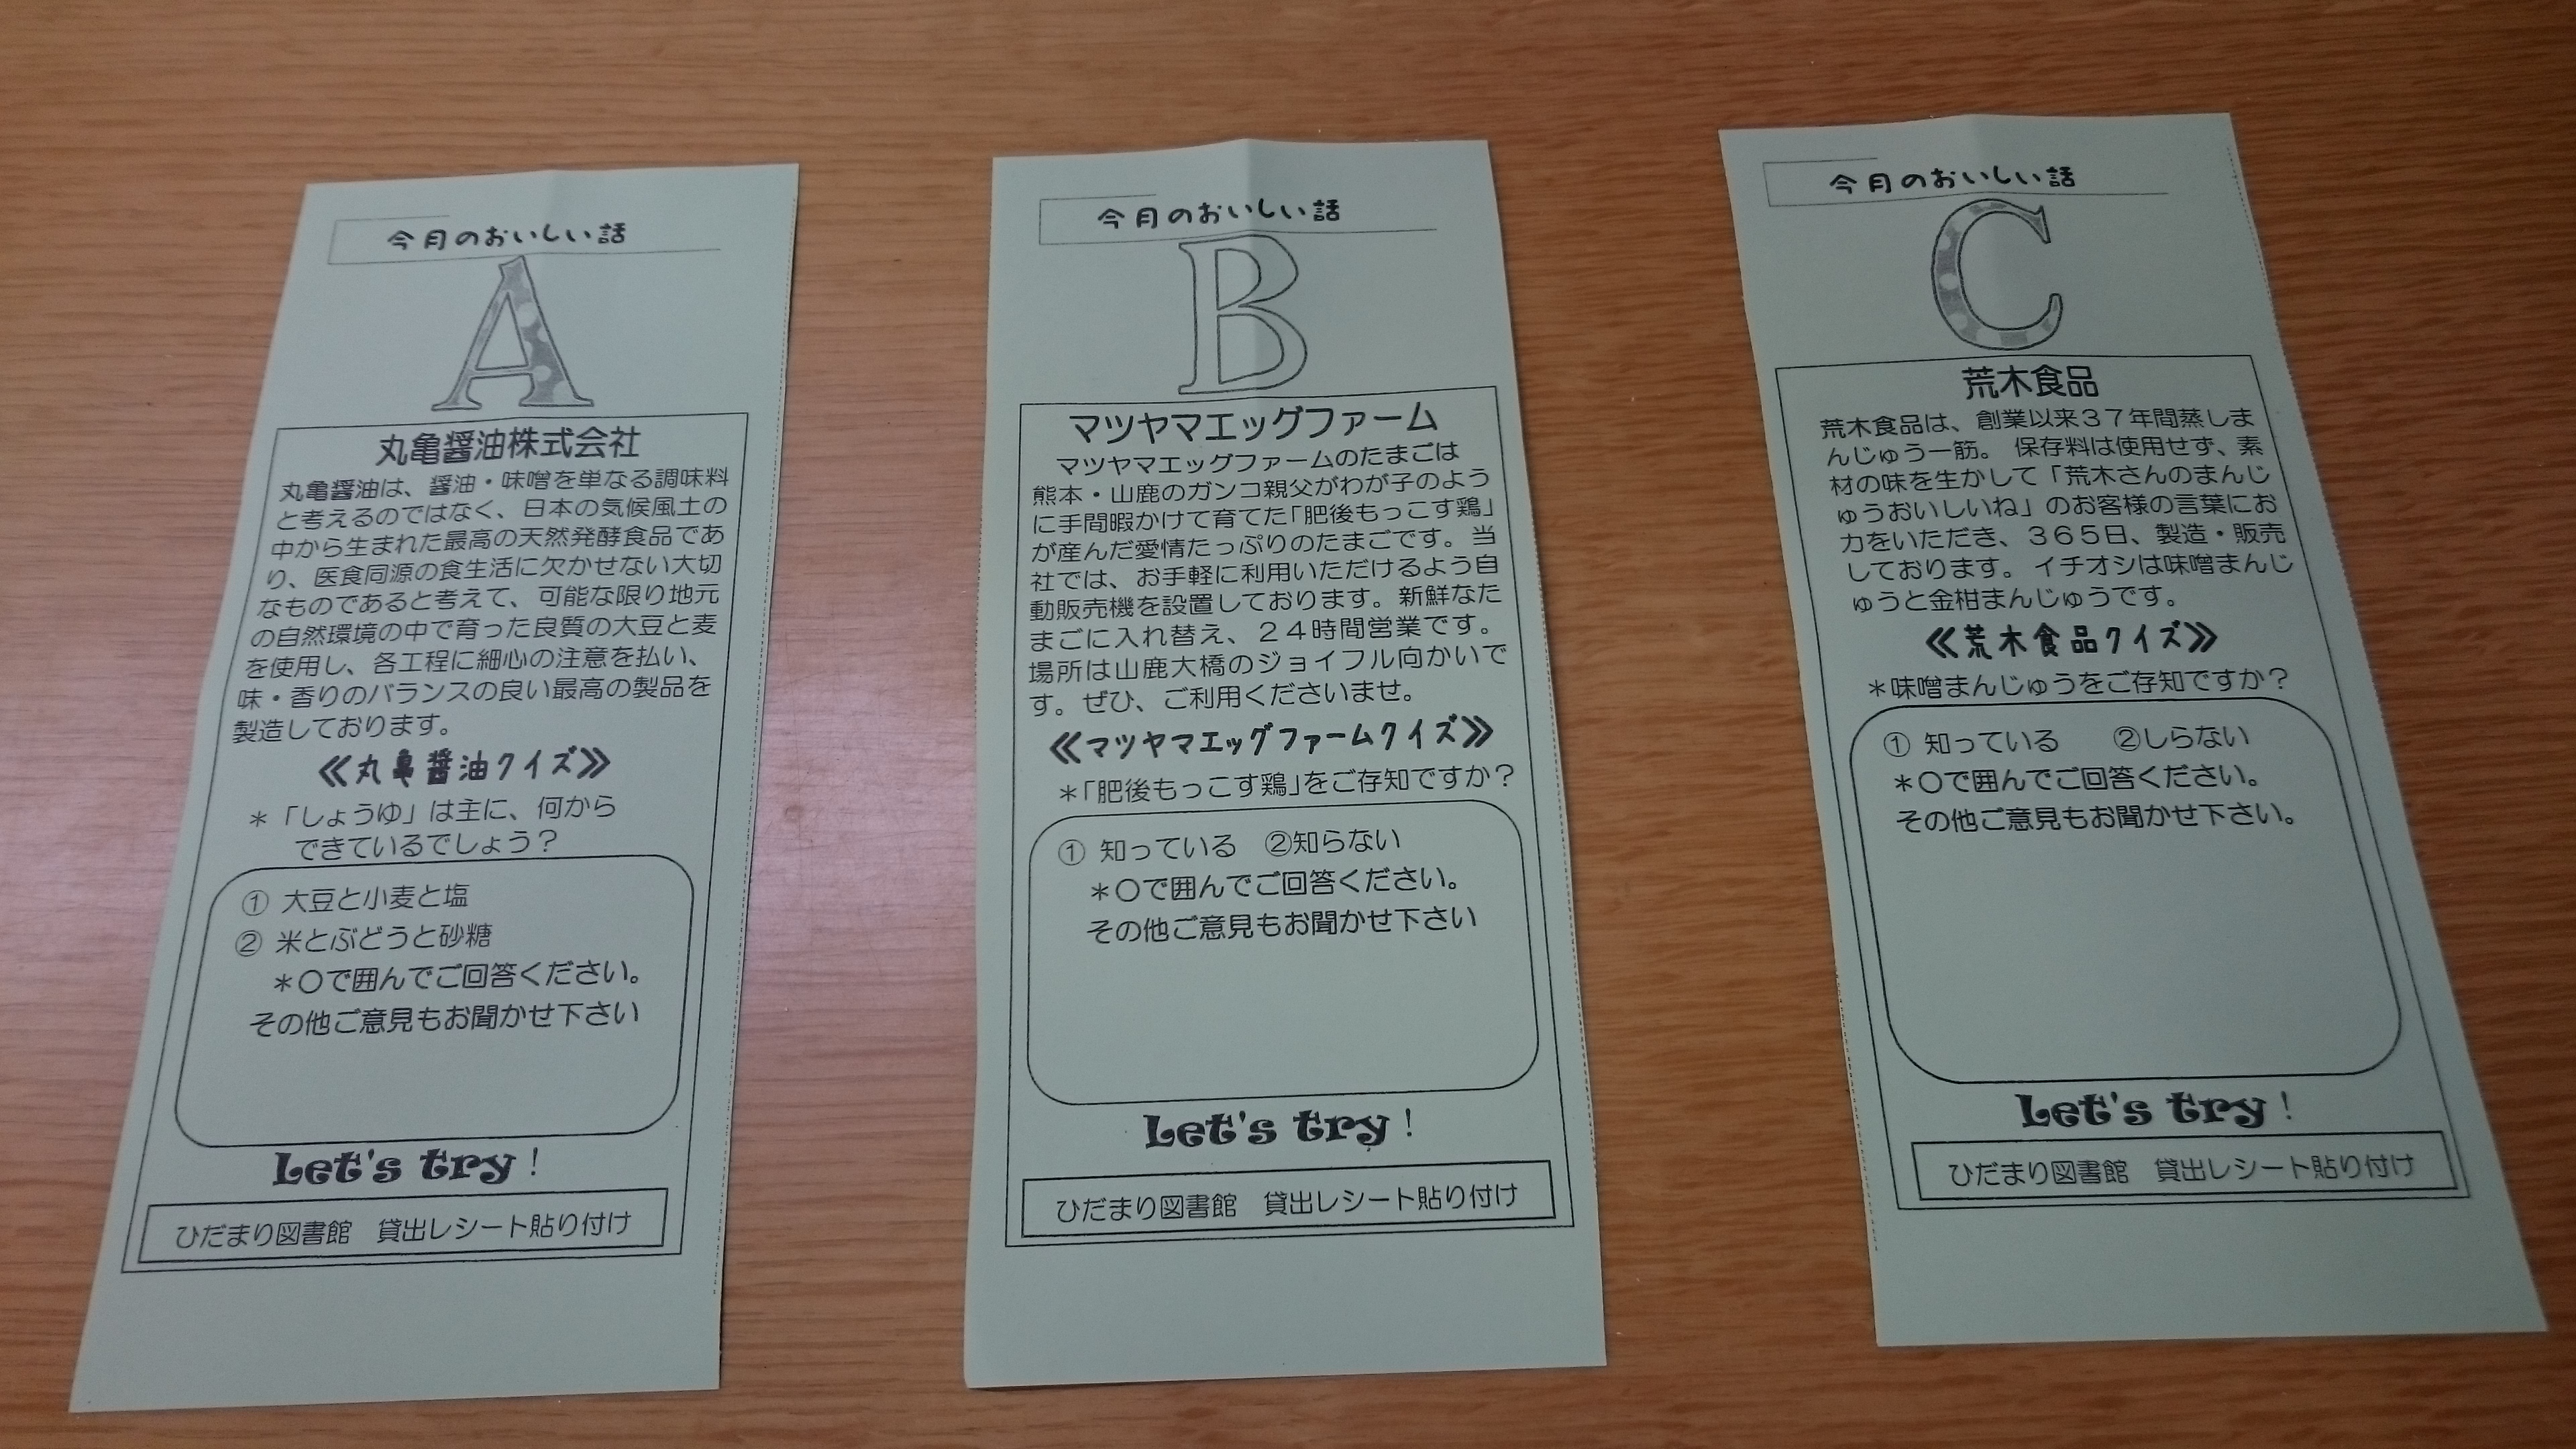 今月のおいしい話
A
丸亀醤油株式会社
丸亀醤油は、醤油・味噌を単なる調味料
と考えるのではなく、日本の気候風土の
中から生まれた最高の天然発酵食品であ
り、医食同源の食生活に欠かせない大切
なものであると考えて、可能な限り地元
の自然環境の中で育った良質の大豆と麦
を使用し、各工程に細心の注意を払い、
味・香りのバランスの良い最高の製品を
製造しております。
≪丸亀醤油クイズ≫
＊「しょうゆ」は主に、何から
できているでしょう？
① 大豆と小麦と塩
② 米とぶどうと砂糖
＊○で囲んでご回答ください。
その他ご意見もお聞かせ下さい
Let's try！
ひだまり図書館　貸出レシート貼り付け
今月のおいしい話
B
マツヤマエッグファーム
マツヤマエッグファームのたまごは
熊本・山鹿のガンコ親父がわが子のよう
に手間暇かけて育てた「肥後もっこす鶏」
が産んだ愛情たっぷりのたまごです。当
社では、お手軽に利用いただけるよう自
動販売機を設置しております。新鮮なた
まごに入れ替え、２４時間営業です。
場所は山鹿大橋のジョイフル向かいで
す。ぜひ、ご利用くださいませ。
≪マツヤマエッグファームクイズ≫
＊「肥後もっこす鶏」をご存知ですか？
① 知っている　②知らない
＊○で囲んでご回答ください。
その他ご意見もお聞かせ下さい
Let's try！
ひだまり図書館　貸出レシート貼り付け
今月のおいしい話
C
荒木食品
荒木食品は、創業以来３７年間蒸しま
んじゅう一筋。 保存料は使用せず、素
材の味を生かして「荒木さんのまんじ
ゅうおいしいね」のお客様の言葉にお
力をいただき、３６５日、製造・販売
しております。イチオシは味噌まんじ
ゅうと金柑まんじゅうです。
≪荒木食品クイズ≫
＊味噌まんじゅうをご存知ですか？
① 知っている　②しらない
＊○で囲んでご回答ください。
その他ご意見もお聞かせ下さい。
Let's try！
ひだまり図書館　貸出レシート貼り付け